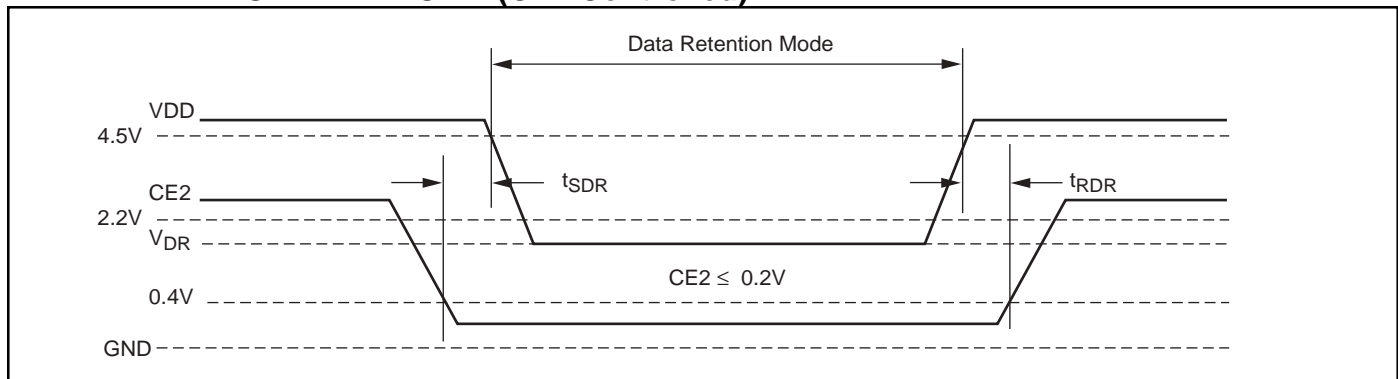 Data Retention Mode
VDD
4.5V
tSDR
tRDR
CE2
2.2V
VDR
CE2 ≤ 0.2V
0.4V
GND